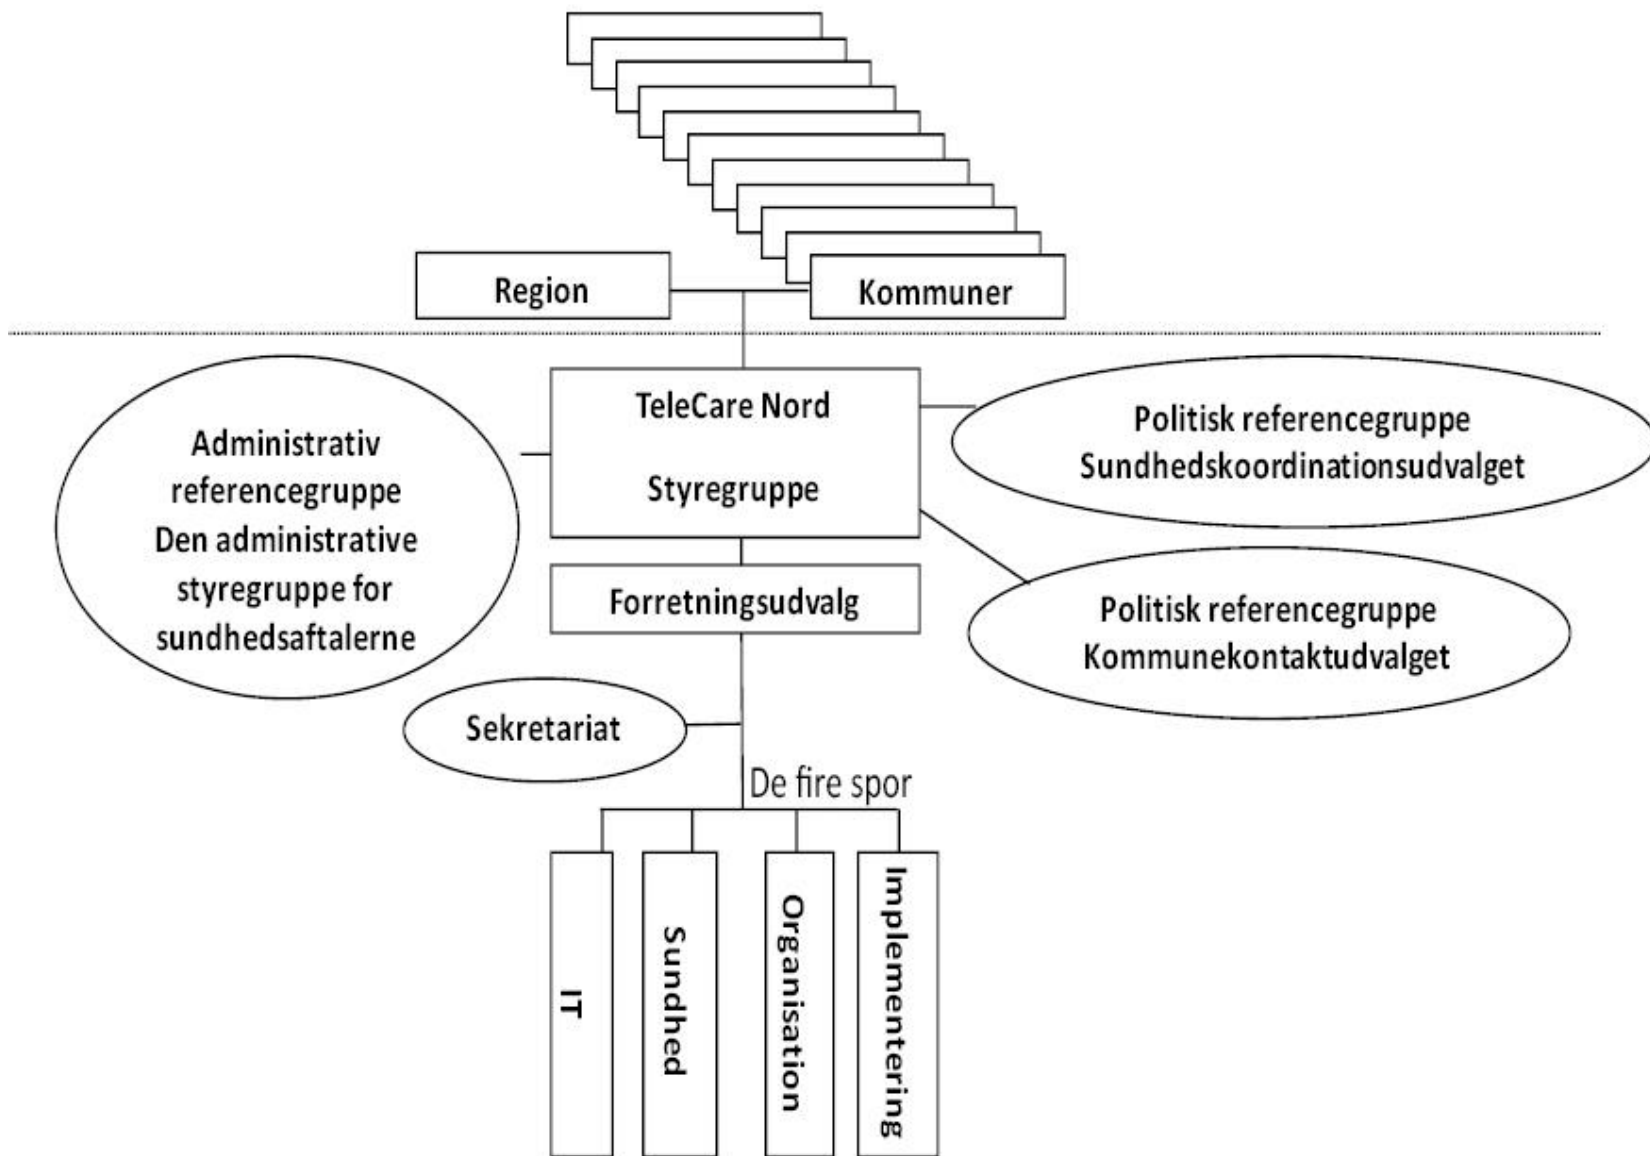 Region
Kommuner
TeleCare Nord
Styregruppe
Administrativ
referencegruppe
Den administrative
styregruppe for
sundhedsaftalerne
Politisk referencegruppe
Sundhedskoordinationsudvalget
Forretningsudvalg
Politisk referencegruppe
Kommunekontaktudvalget
Sekretariat
De fire spor
IT
Sundhed
Organisation
Implementering